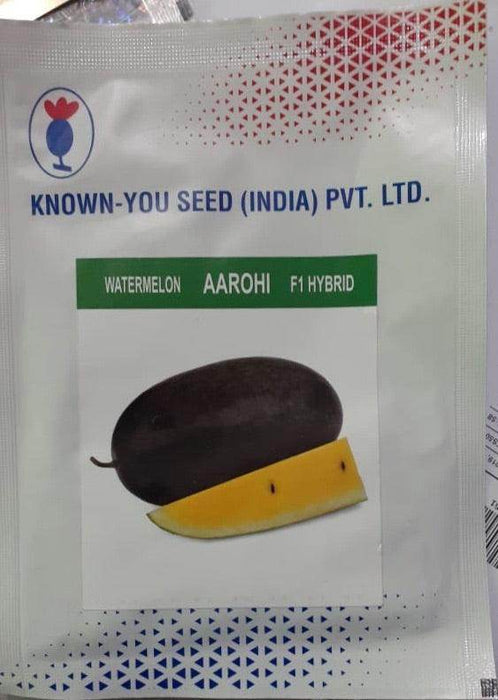 KNOWN-YOU SEED (INDIA) PVT. LTD.
WATERMELON AAROHI F1 HYBRID